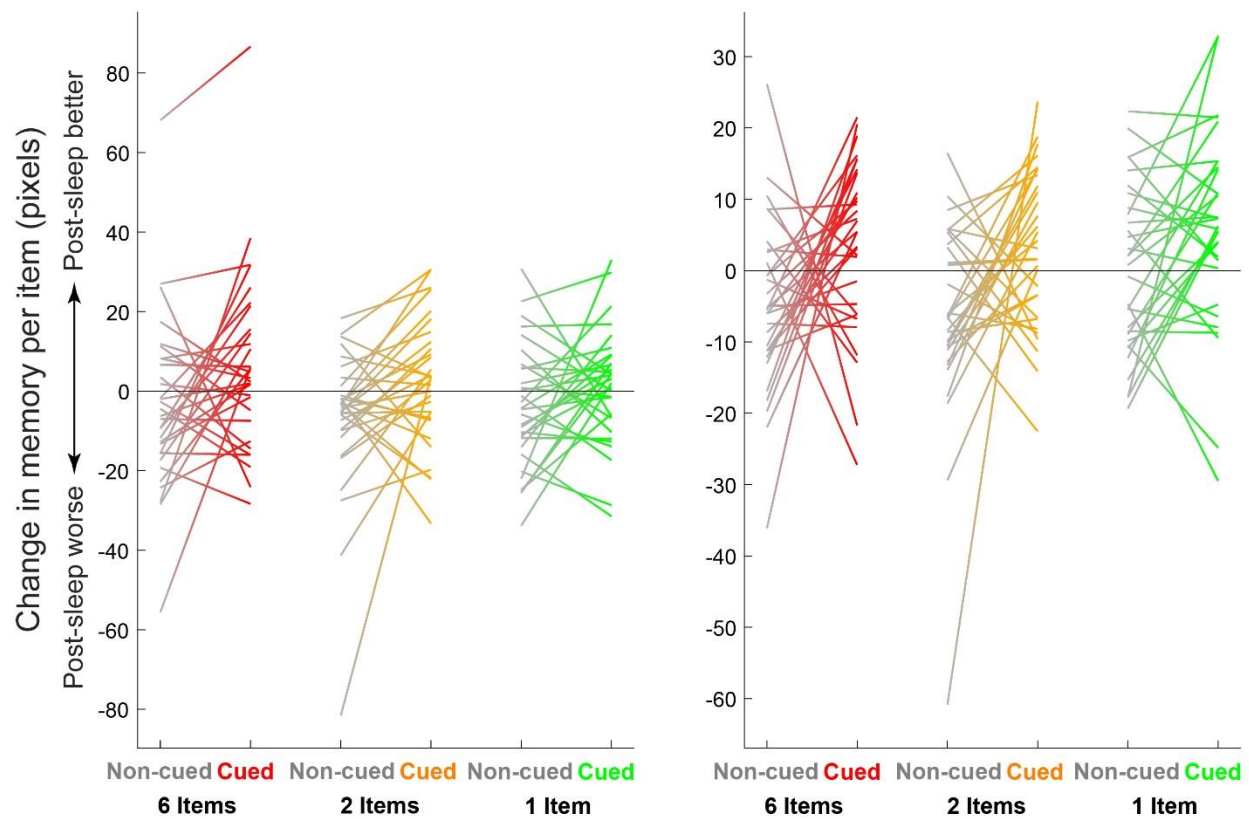 Change in memory per item (pixels)
Post-sleep worse
Post-sleep better
80
60
40
20
0
-20
-40
-60
-80
Non-cued Cued Non-cued Cued Non-cued Cued
6 Items 2 Items 1 Item
30
20
10
0
-10
-20
-30
-40
-50
-60
Non-cued Cued Non-cued Cued Non-cued Cued
6 Items 2 Items 1 Item